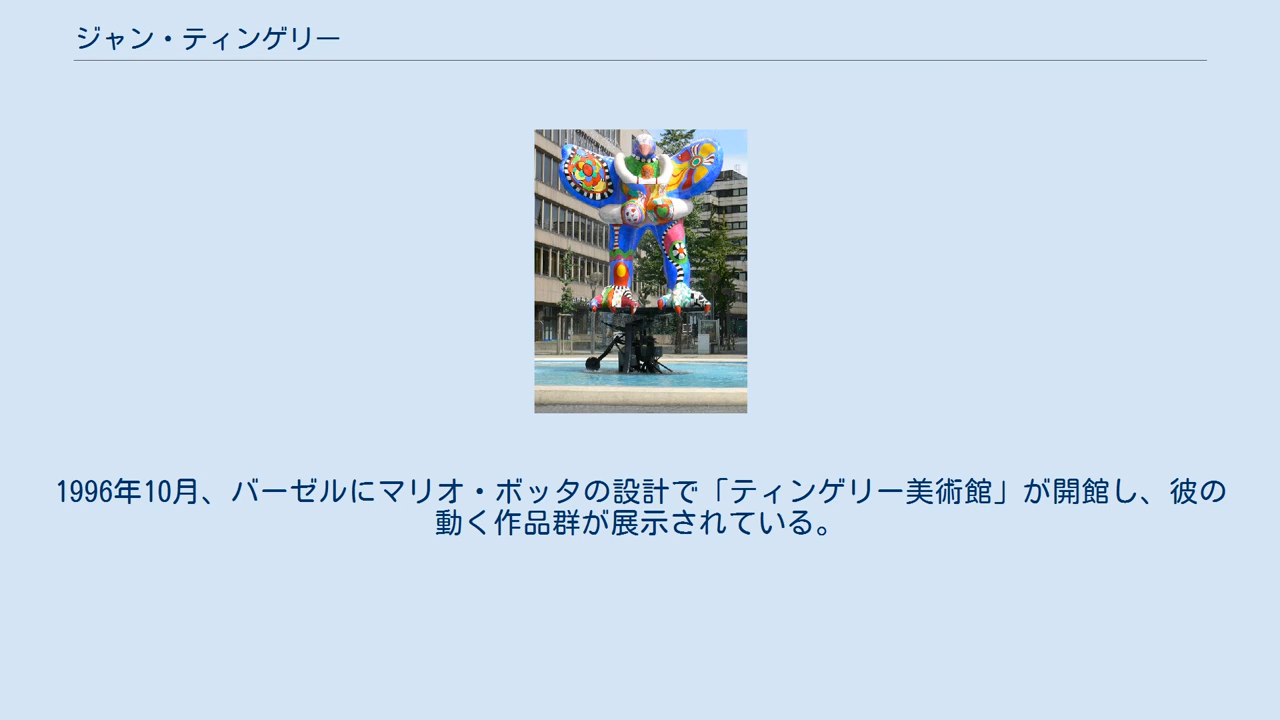 ジャン・ティンゲリー
1996年10月、バーゼルにマリオ・ボッタの設計で「ティンゲリー美術館」が開館し、彼の
動く作品群が展示されている。